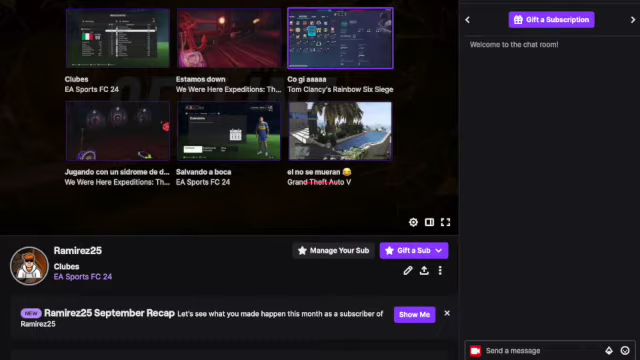 Gift a Subscription
Welcome to the chat room!
Clubes
EA Sports FC 24
Estamos down
We Were Here Expeditions: Th...
Co gi aaaaa
Tom Clancy's Rainbow Six Siege
Jugando con un sidrome de d...
We Were Here Expeditions: Th...
Salvando a boca
EA Sports FC 24
el no se mueran 😂
Grand Theft Auto V
Ramirez25
Clubes
EA Sports FC 24
Manage Your Sub
Gift a Sub
NEW Ramirez25 September Recap Let's see what you made happen this month as a subscriber of
Ramirez25
Show Me
Send a message